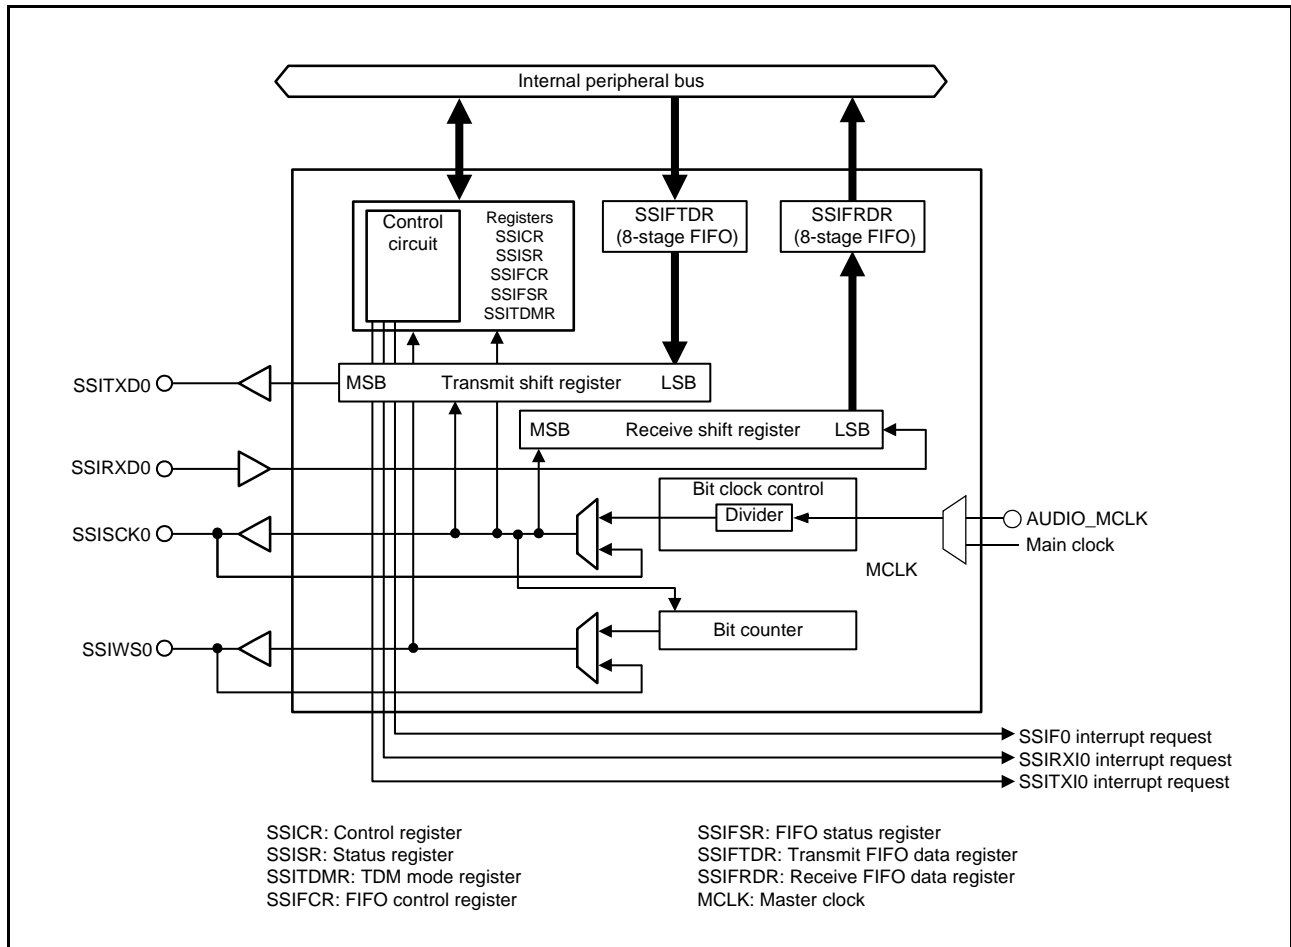 Internal peripheral bus
Control
circuit
Registers
SSICR
SSISR
SSIFCR
SSIFSR
SSITDMR
SSIFTDR
(8-stage FIFO)
SSIFRDR
(8-stage FIFO)
SSITXD0
MSB Transmit shift register LSB
MSB Receive shift register LSB
SSIRXD0
Bit clock control
Divider
SSISCK0
AUDIO_MCLK
Main clock
MCLK
Bit counter
SSIWS0
SSIF0 interrupt request
SSIRXI0 interrupt request
SSITXI0 interrupt request
SSICR: Control register
SSISR: Status register
SSITDMR: TDM mode register
SSIFCR: FIFO control register
SSIFSR: FIFO status register
SSIFTDR: Transmit FIFO data register
SSIFRDR: Receive FIFO data register
MCLK: Master clock